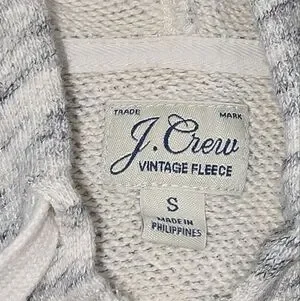 TRADE MARK
J. Crew
VINTAGE FLEECE
S
MADE IN
PHILIPPINES